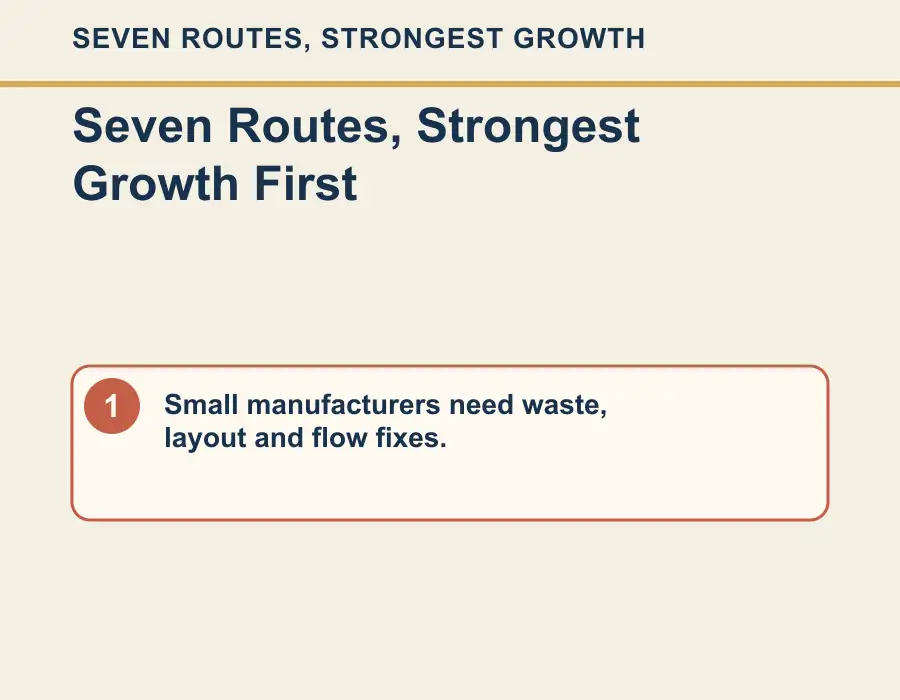 SEVEN ROUTES, STRONGEST GROWTH
Seven Routes, Strongest
Growth First
1
Small manufacturers need waste,
layout and flow fixes.